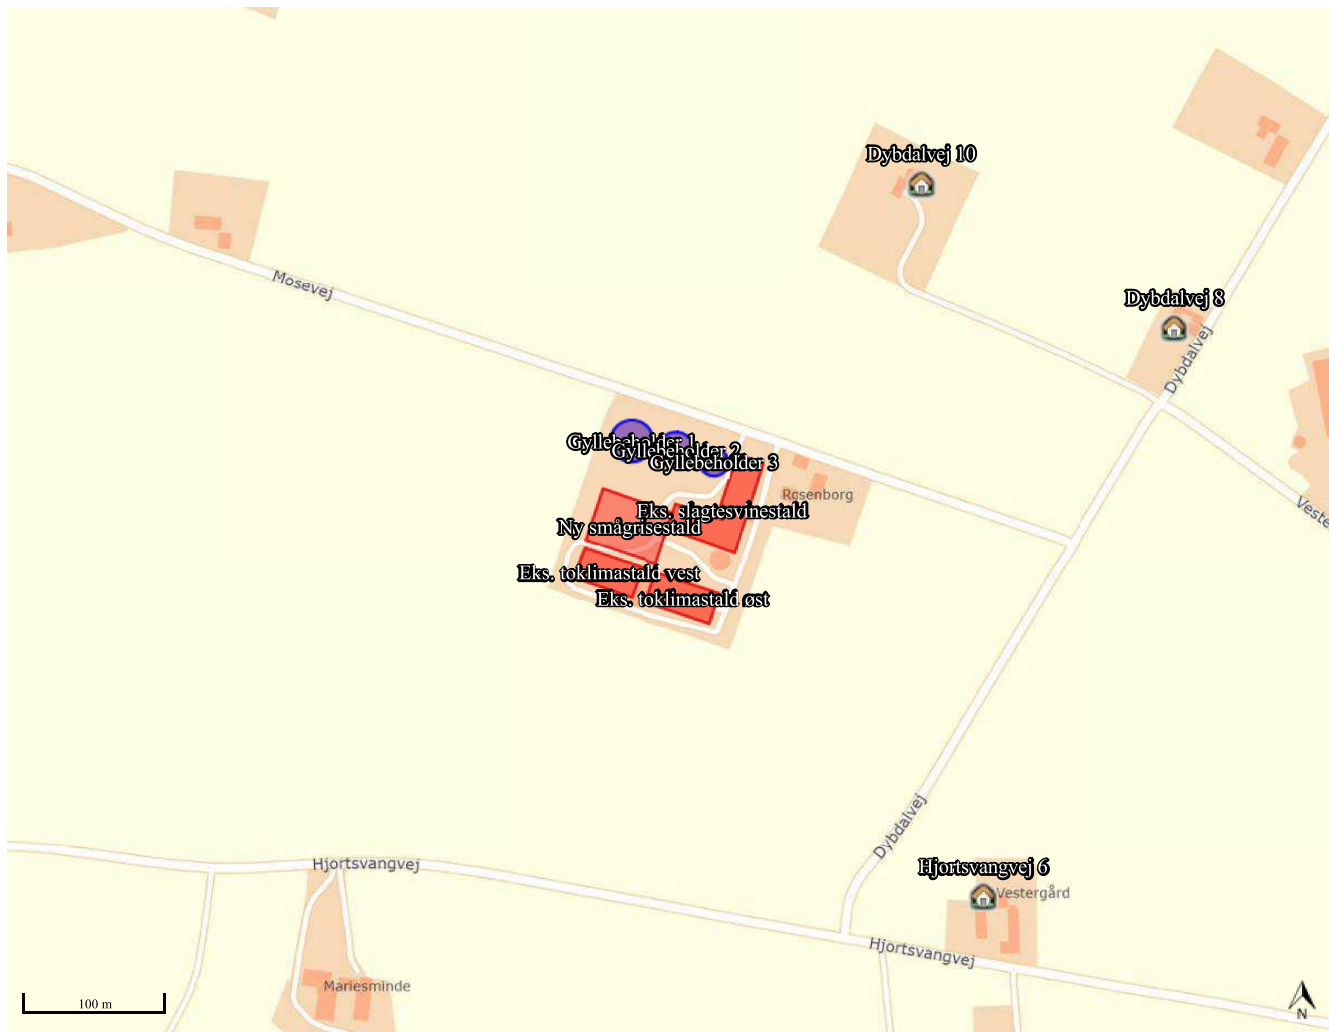 Dybdalvej 10
Mosevej
Dybdalvej 8
Dybdalvej
Gyllebeholder 1
Gyllebeholder 2
Gyllebeholder 3
Rosenborg
Eks. slagtesvinestald
Ny smågrisestald
Veste
Eks. toklimastald vest
Eks. toklimastald øst
Dybdalvej
Hjortsvangvej
Hjortsvangvej 6
Vestergård
Hjortsvangvej
Mariesminde
100 m
N